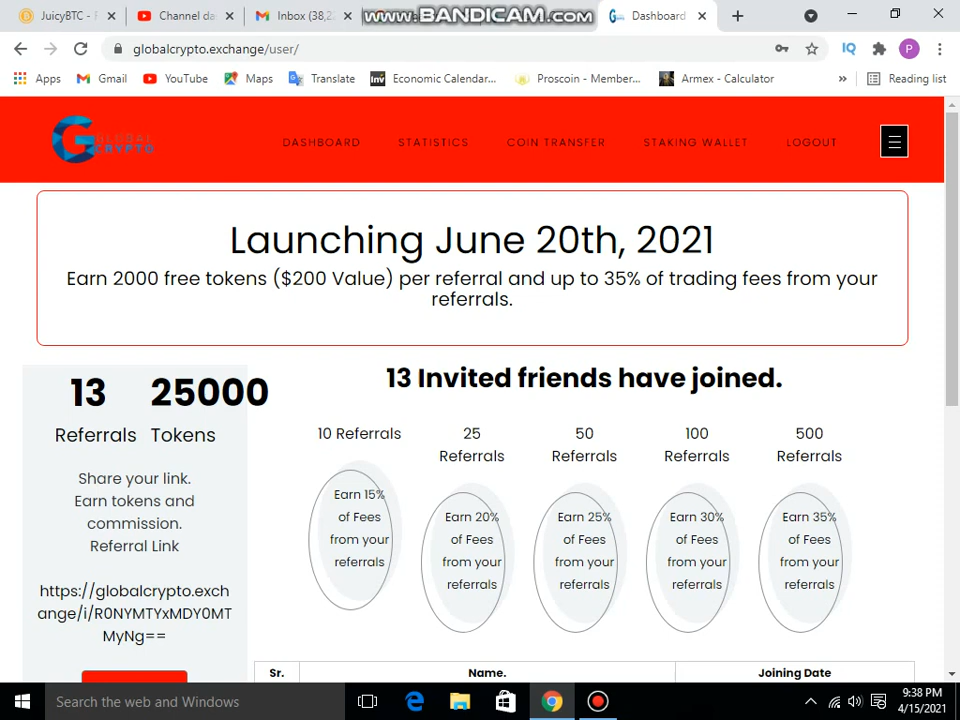 JuicyBTC - F
Channel da
Inbox (38,2
WWW.BANDICAM.COM
Dashboard
globalcrypto.exchange/user/
Apps
Gmail
YouTube
Maps
Translate
Economic Calendar...
Proscoin - Member...
Armex - Calculator
»
Reading list
GLOBAL
CRYPTO
DASHBOARD
STATISTICS
COIN TRANSFER
STAKING WALLET
LOGOUT
Launching June 20th, 2021
Earn 2000 free tokens ($200 Value) per referral and up to 35% of trading fees from your
referrals.
13
25000
Referrals
Tokens
Share your link.
Earn tokens and
commission.
Referral Link
https://globalcrypto.exch
ange/i/R0NYMTYxMDY0MT
MyNg==
13 Invited friends have joined.
10 Referrals
Earn 15%
of Fees
from your
referrals
25
Referrals
Earn 20%
of Fees
from your
referrals
50
Referrals
Earn 25%
of Fees
from your
referrals
100
Referrals
Earn 30%
of Fees
from your
referrals
500
Referrals
Earn 35%
of Fees
from your
referrals
Sr.
Name.
Joining Date
Search the web and Windows
9:38 PM
4/15/2021